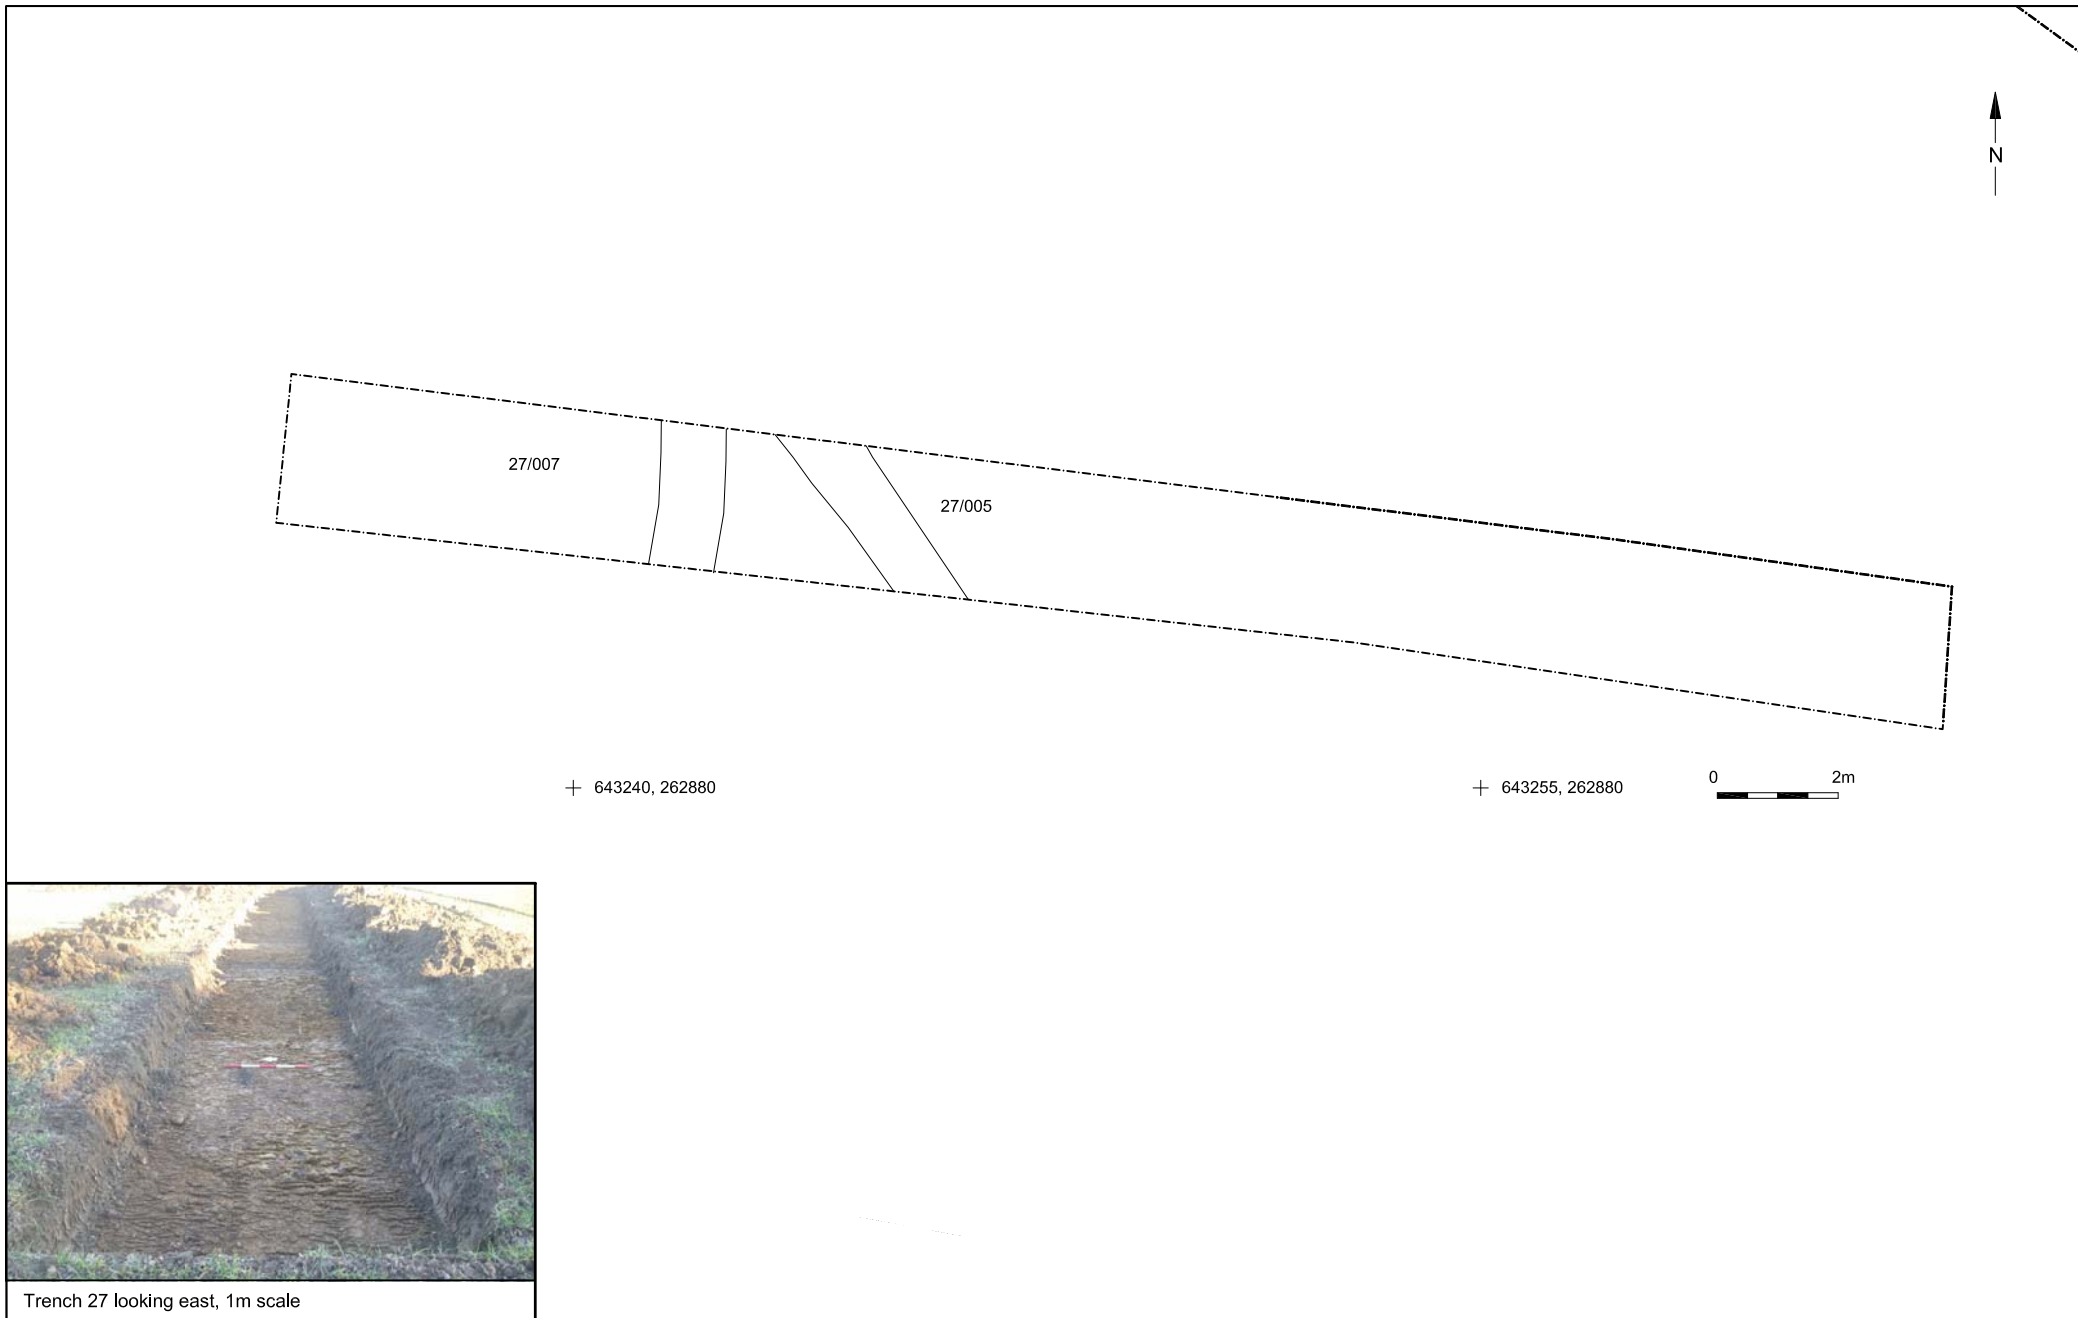 N
27/007
27/005
643240, 262880
643255, 262880
0 2m
Trench 27 looking east, 1m scale